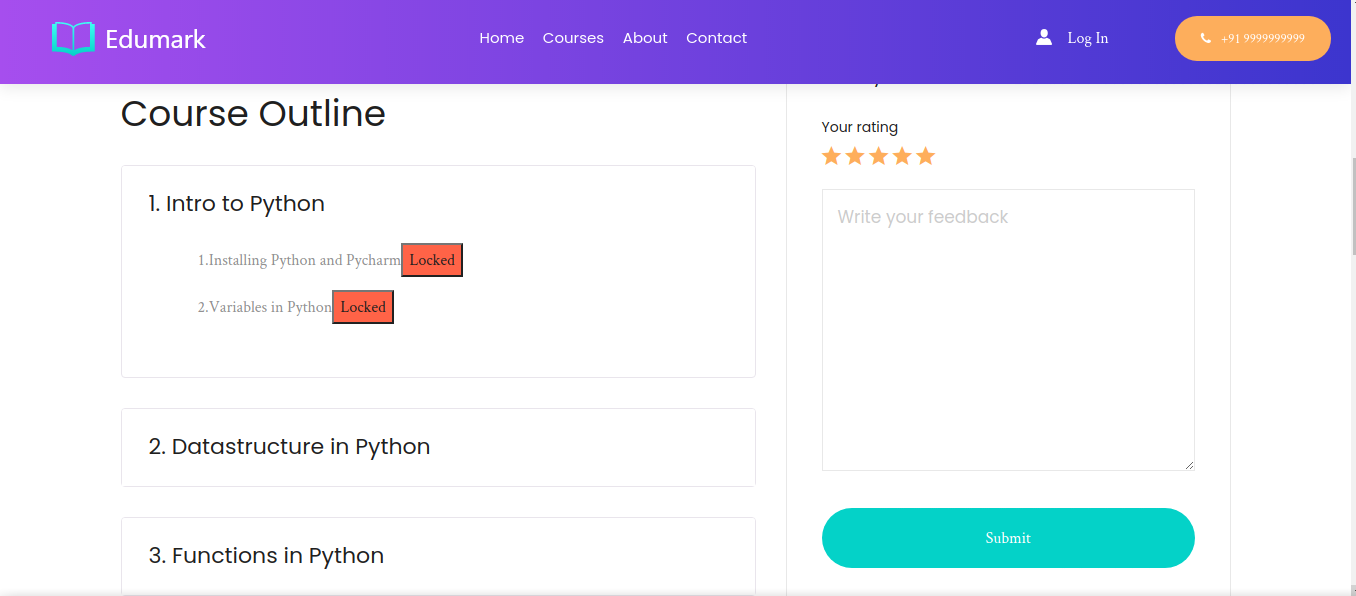 Edumark
Home Courses About Contact
Log In
+91 9999999999
Course Outline
1. Intro to Python
1.Installing Python and Pycharm Locked
2.Variables in Python Locked
2. Datastructure in Python
3. Functions in Python
Your rating
Write your feedback
Submit